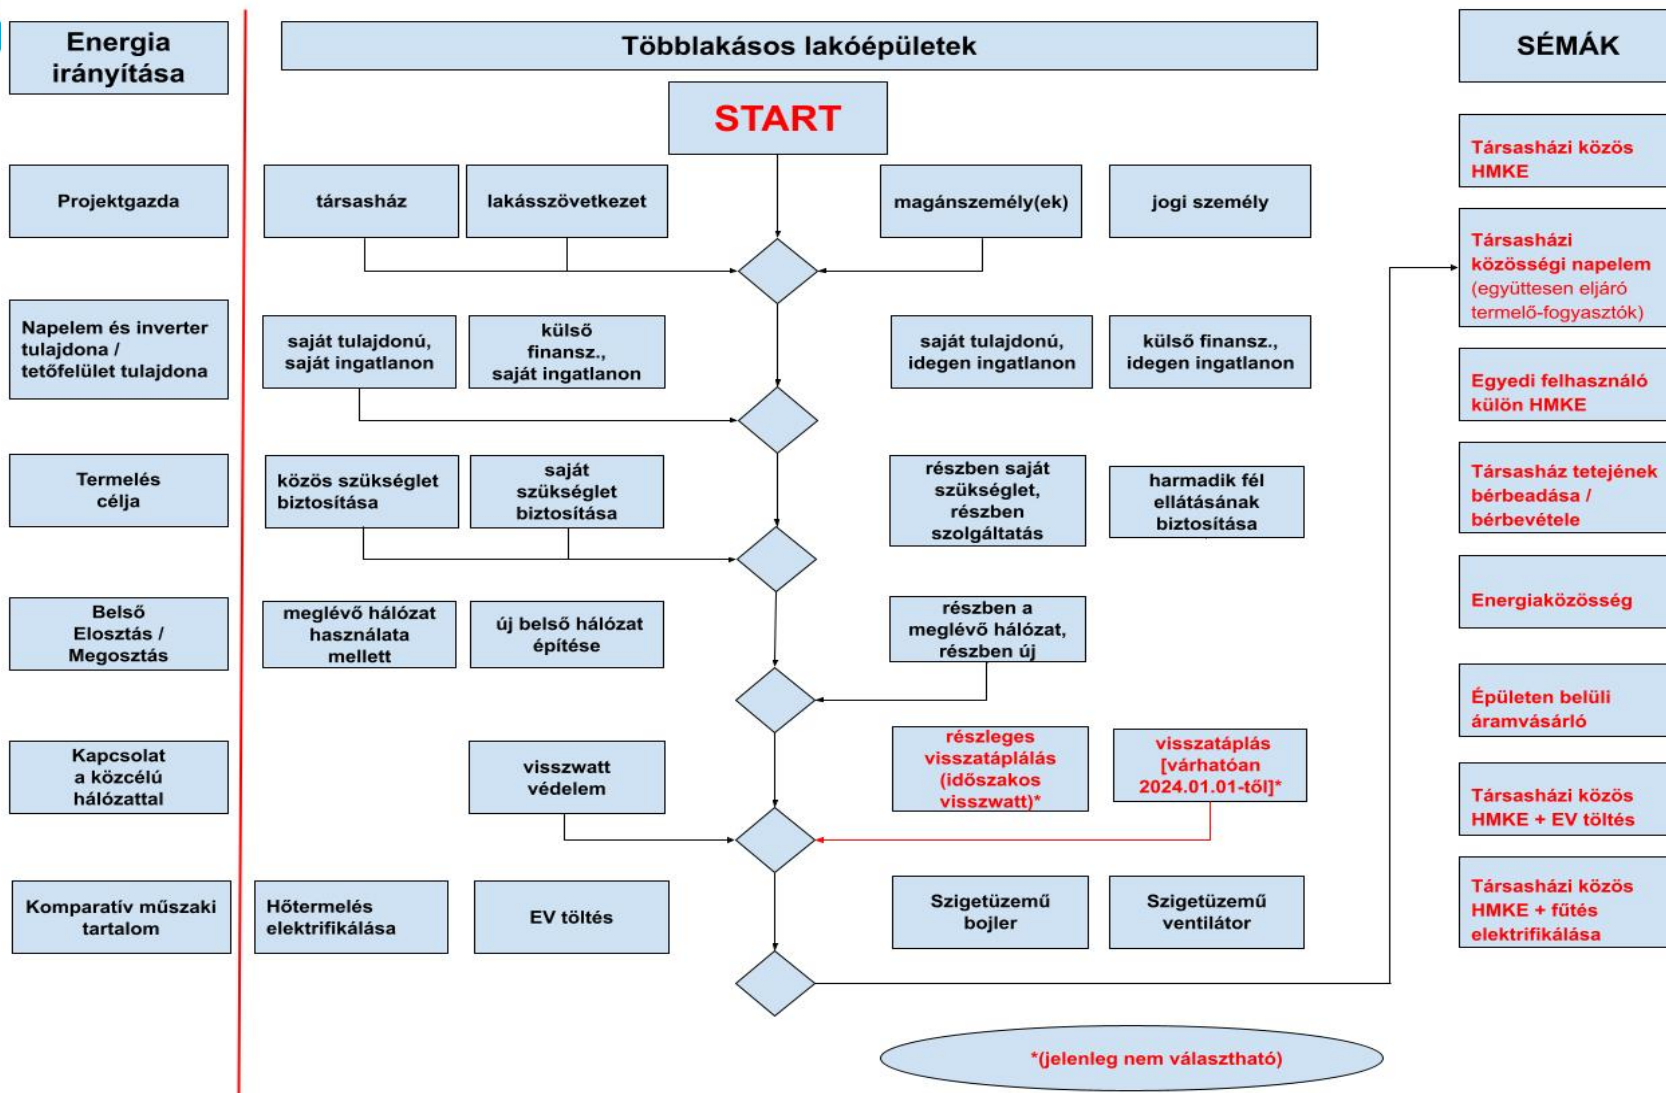 Energia
irányítása
Többlakásos lakóépületek
SÉMÁK
START
Projektgazda
társasház
lakásszövetkezet
magánszemély(ek)
jogi személy
Társasházi közös
HMKE
Társasházi
közösségi napelem
(együttesen eljáró
termelő-fogyasztók)
Napelem és inverter
tulajdona /
tetőfelület tulajdona
saját tulajdonú,
saját ingatlanon
külső
finansz.,
saját ingatlanon
saját tulajdonú,
idegen ingatlanon
külső finansz.,
idegen ingatlanon
Egyedi felhasználó
külön HMKE
Termelés
célja
közös szükséglet
biztosítása
saját
szükséglet
biztosítása
részben saját
szükséglet,
részben
szolgáltatás
harmadik fél
ellátásának
biztosítása
Társasház tetejének
bérbeadása /
bérbevétele
Belső
Elosztás /
Megosztás
meglévő hálózat
használata
mellett
új belső hálózat
építése
részben a
meglévő hálózat,
részben új
Energiaközösség
Épületen belüli
áramvásárló
Kapcsolat
a közcélú
hálózattal
visszwatt
védelem
részleges
visszatáplálás
(időszakos
visszwatt)*
visszatáplás
[várhatóan
2024.01.01-től]*
Társasházi közös
HMKE + EV töltés
Komparatív műszaki
tartalom
Hőtermelés
elektrifikálása
EV töltés
Szigetüzemű
bojler
Szigetüzemű
ventilátor
Társasházi közös
HMKE + fűtés
elektrifikálása
*(jelenleg nem választható)